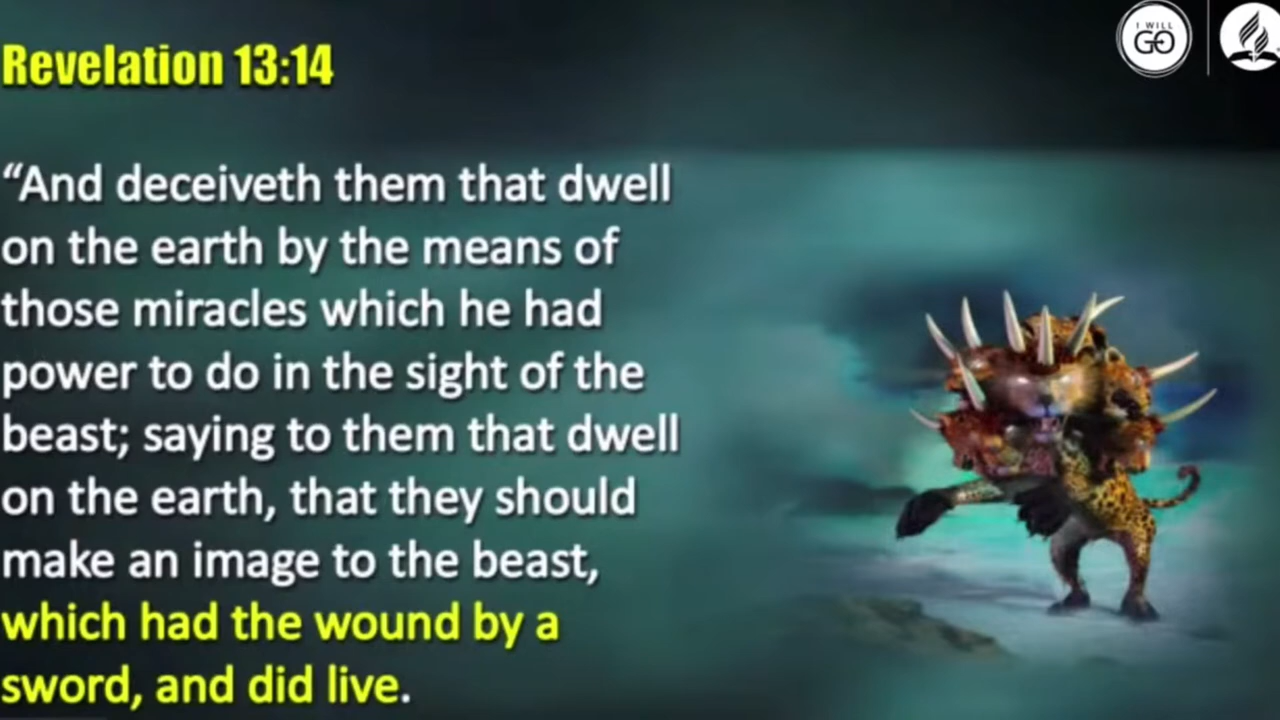 I WILL
GO
Revelation 13:14
“And deceiveth them that dwell
on the earth by the means of
those miracles which he had
power to do in the sight of the
beast; saying to them that dwell
on the earth, that they should
make an image to the beast,
which had the wound by a
sword, and did live.